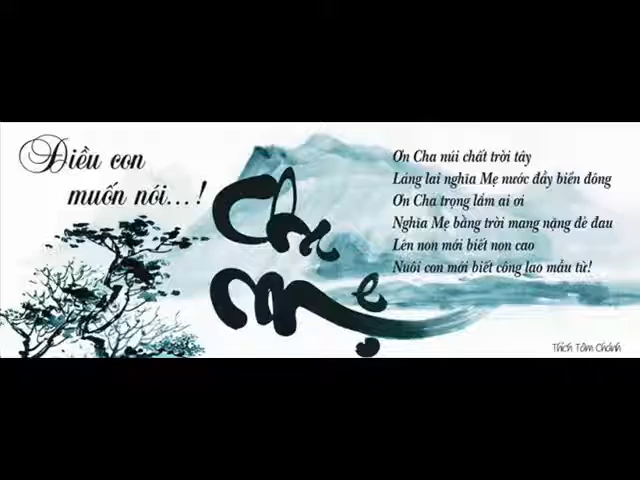 Điều con
muốn nói...!
Cha
Mẹ
Ơn Cha núi chất trời tây
Láng lai nghĩa Mẹ nước đầy biển đông
Ơn Cha trọng lắm ai ơi
Nghĩa Mẹ bằng trời mang nặng đẻ đau
Lên non mới biết non cao
Nuôi con mới biết công lao mẫu từ!
Thích Tâm Chánh